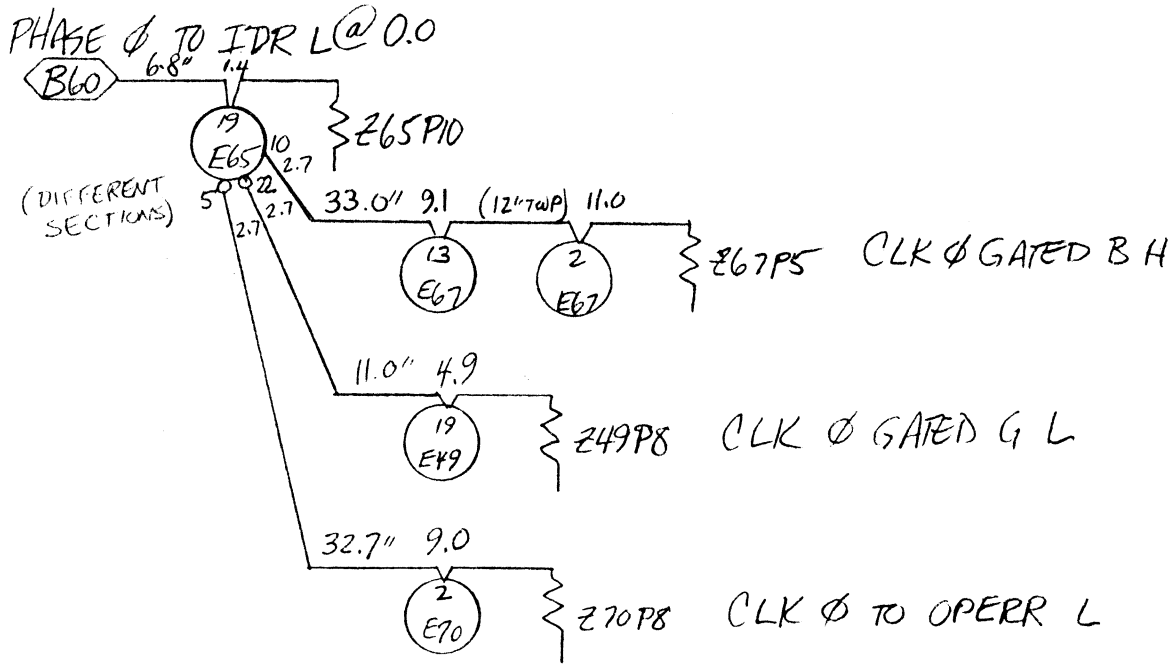 PHASE Ø TO IDR L @ 0.0
B60 6.8" 1.4
19 E65
Z65P10
10 2.7
(DIFFERENT SECTIONS)
5 22
2.7 2.7
33.0" 9.1 (12" TWP) 11.0
13 E67
2 E67
Z67P5 CLK Ø GATED B H
11.0" 4.9
19 E49
Z49P8 CLK Ø GATED G L
32.7" 9.0
2 E70
Z70P8 CLK Ø TO OPERR L